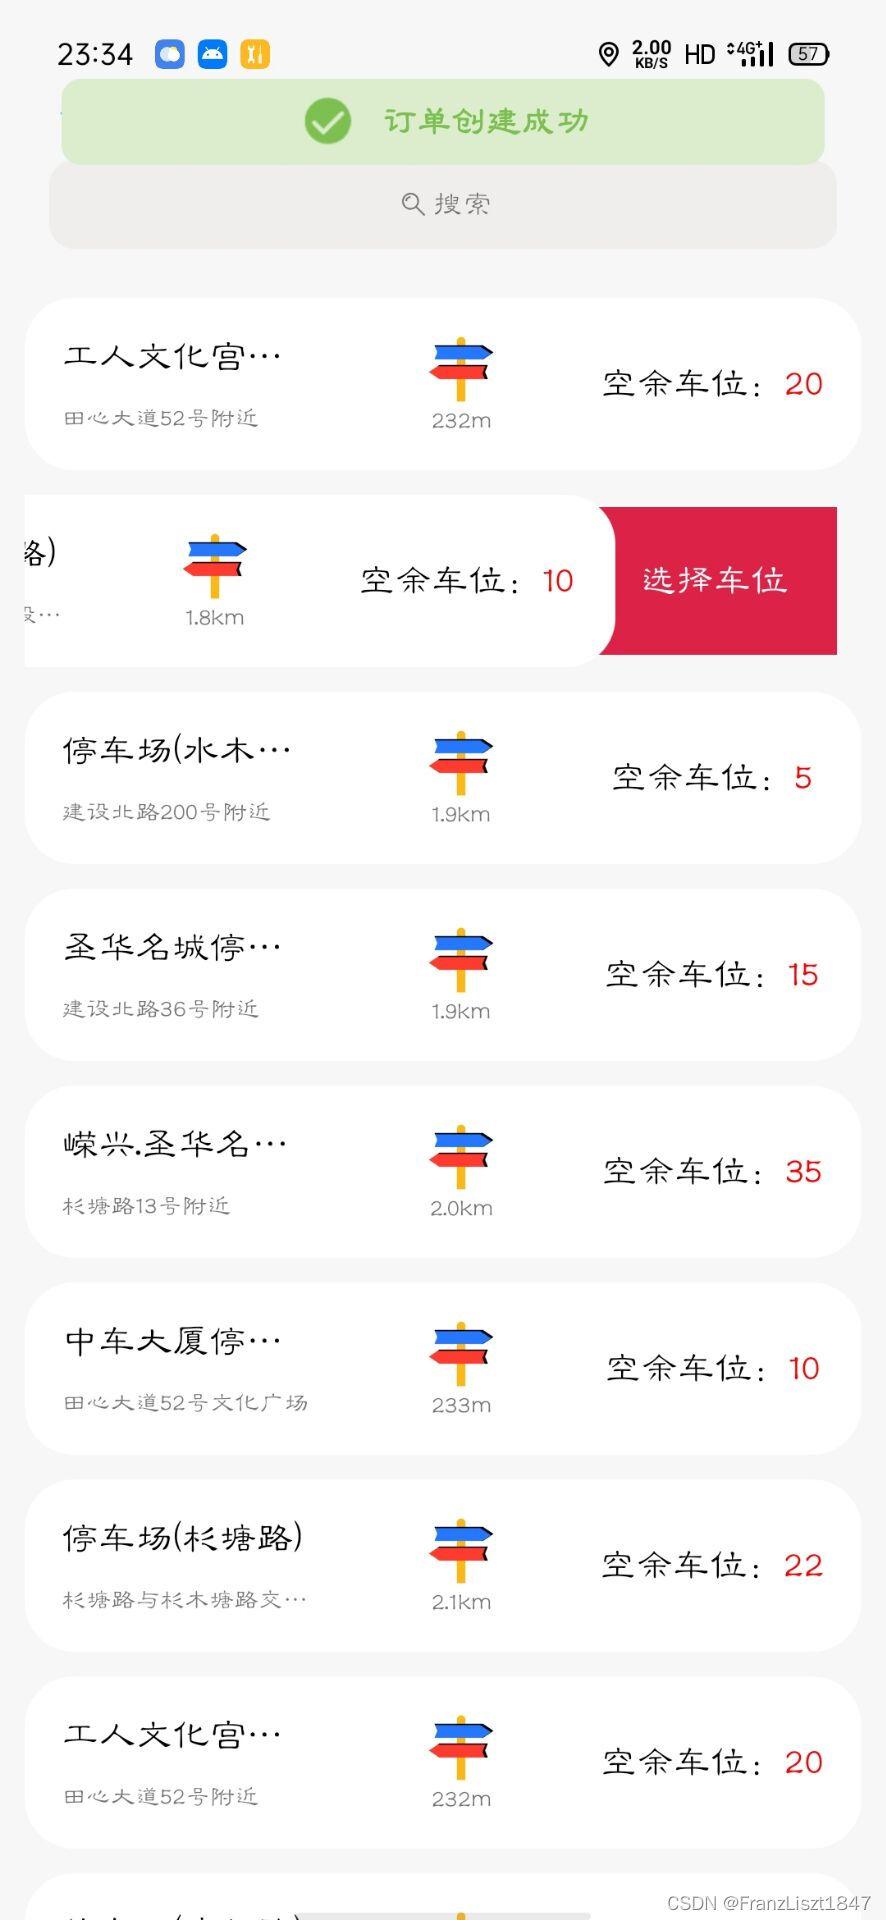 23:34
2.00 KB/S HD 4G+ 57
订单创建成功
搜索
工人文化宫…
田心大道52号附近
232m
空余车位：20
路)
设…
1.8km
空余车位：10
选择车位
停车场(水木…
建设北路200号附近
1.9km
空余车位：5
圣华名城停…
建设北路36号附近
1.9km
空余车位：15
嵘兴.圣华名…
杉塘路13号附近
2.0km
空余车位：35
中车大厦停…
田心大道52号文化广场
233m
空余车位：10
停车场(杉塘路)
杉塘路与杉木塘路交…
2.1km
空余车位：22
工人文化宫…
田心大道52号附近
232m
空余车位：20
CSDN @FranzLiszt1847